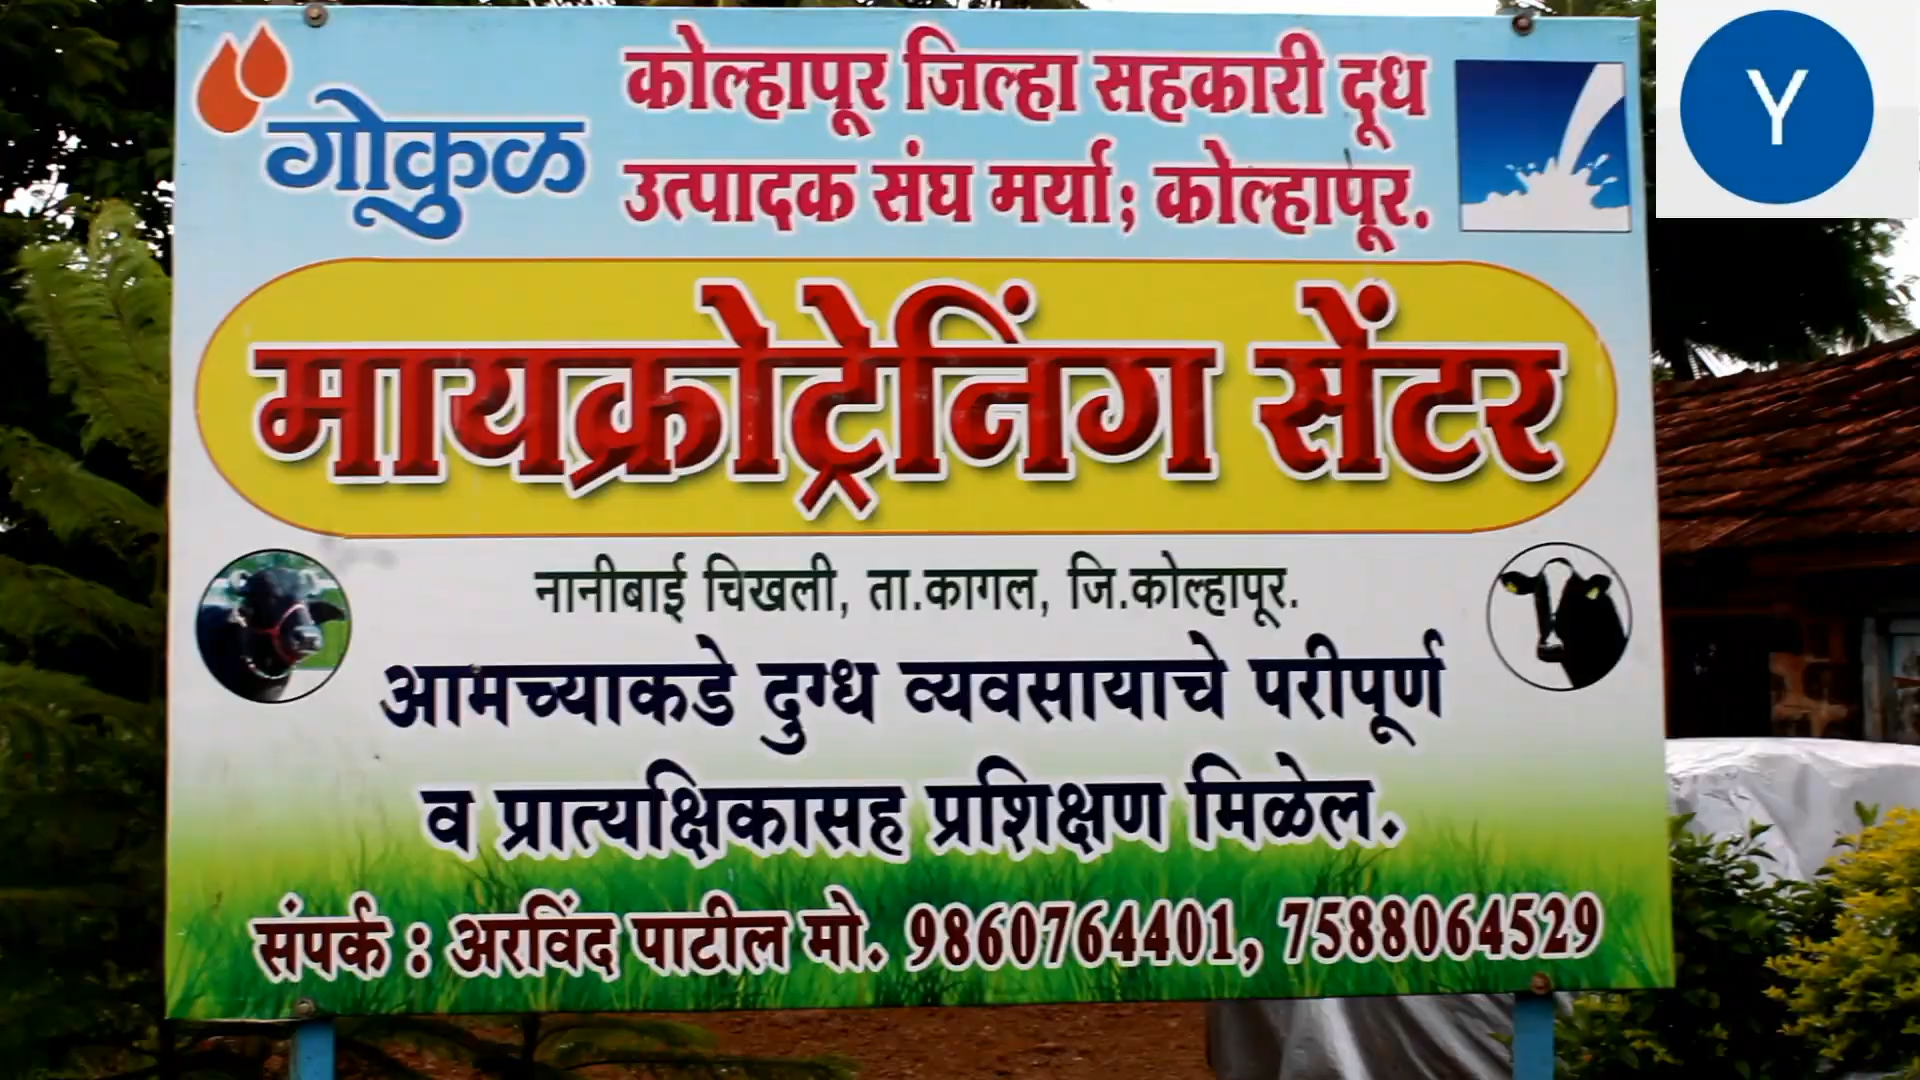 गोकुळ
कोल्हापूर जिल्हा सहकारी दूध
उत्पादक संघ मर्या; कोल्हापूर.
Y
मायक्रोट्रेनिंग सेंटर
नानीबाई चिखली, ता.कागल, जि.कोल्हापूर.
आमच्याकडे दुग्ध व्यवसायाचे परीपूर्ण
व प्रात्यक्षिकासह प्रशिक्षण मिळेल.
संपर्क : अरविंद पाटील मो. 9860764401, 7588064529